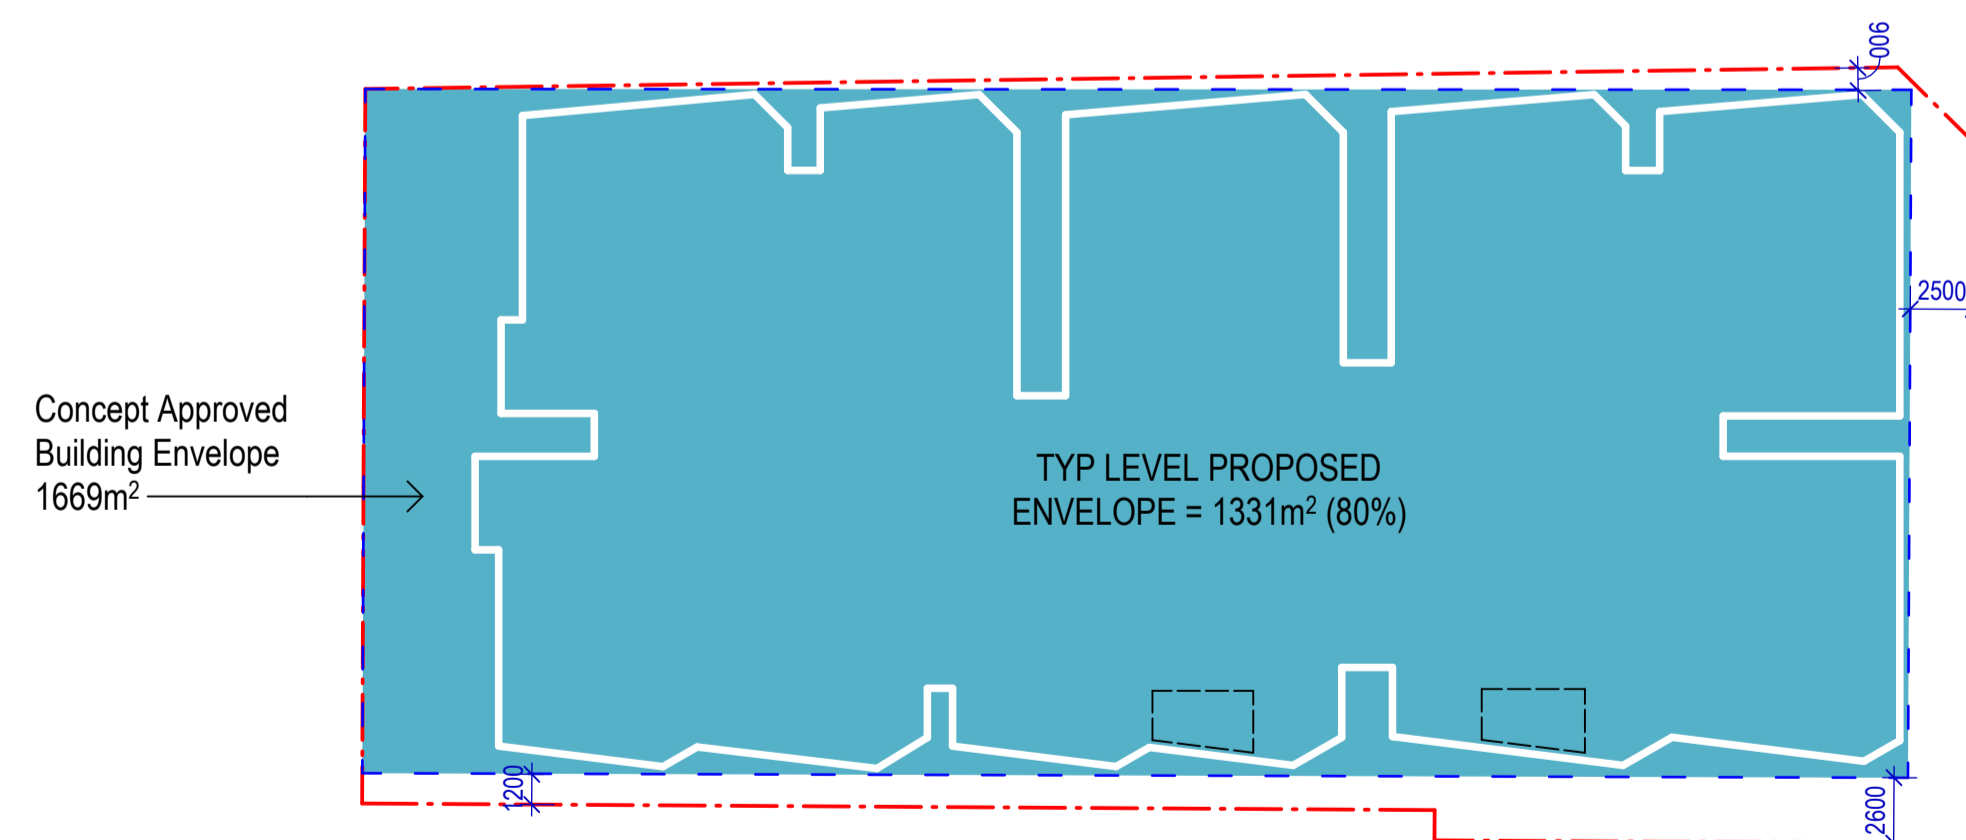 900
2500
Concept Approved
Building Envelope
1669m²
TYP LEVEL PROPOSED
ENVELOPE = 1331m² (80%)
1200
2600